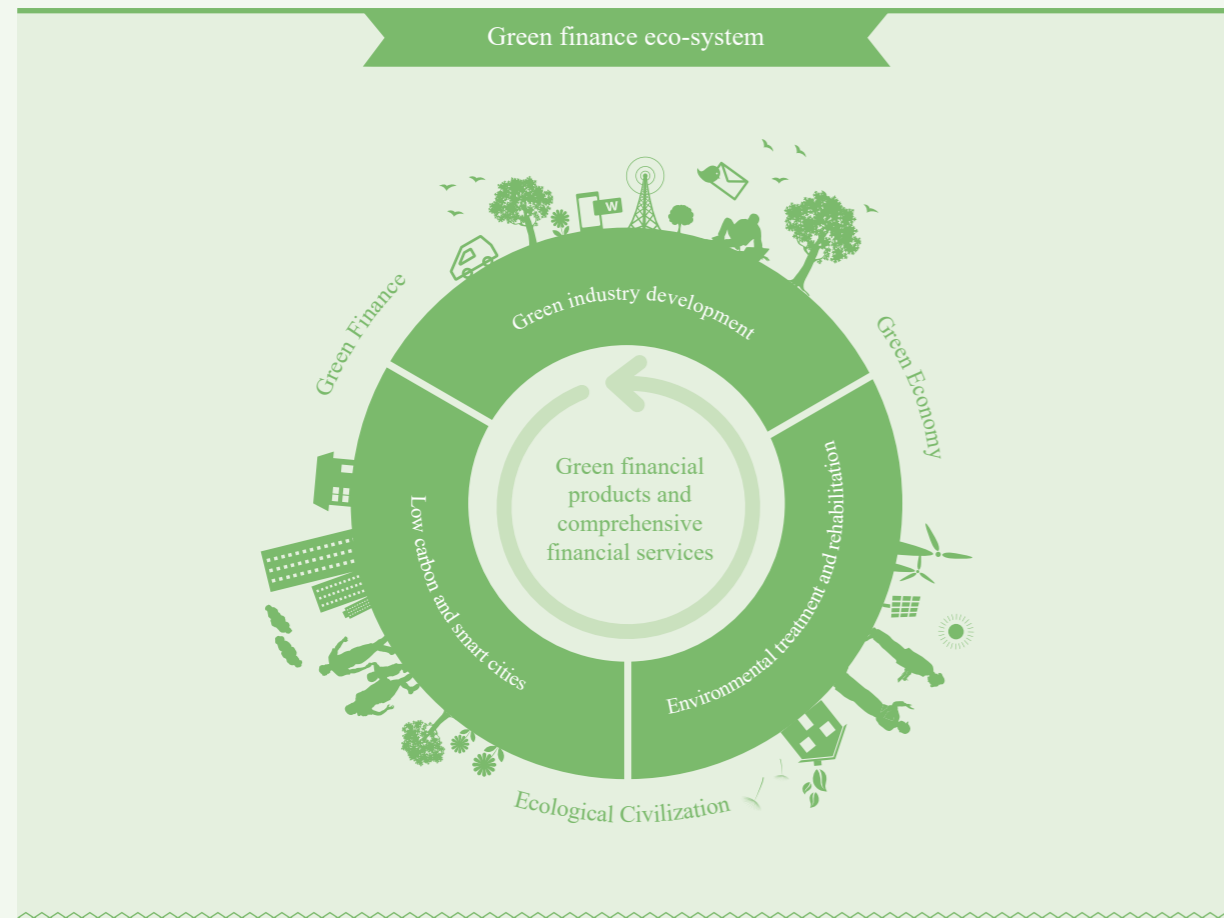 Green finance eco-system
W
Green Finance
Green industry development
Green Economy
Green financial
products and
comprehensive
financial services
Low carbon and smart cities
Environmental treatment and rehabilitation
Ecological Civilization